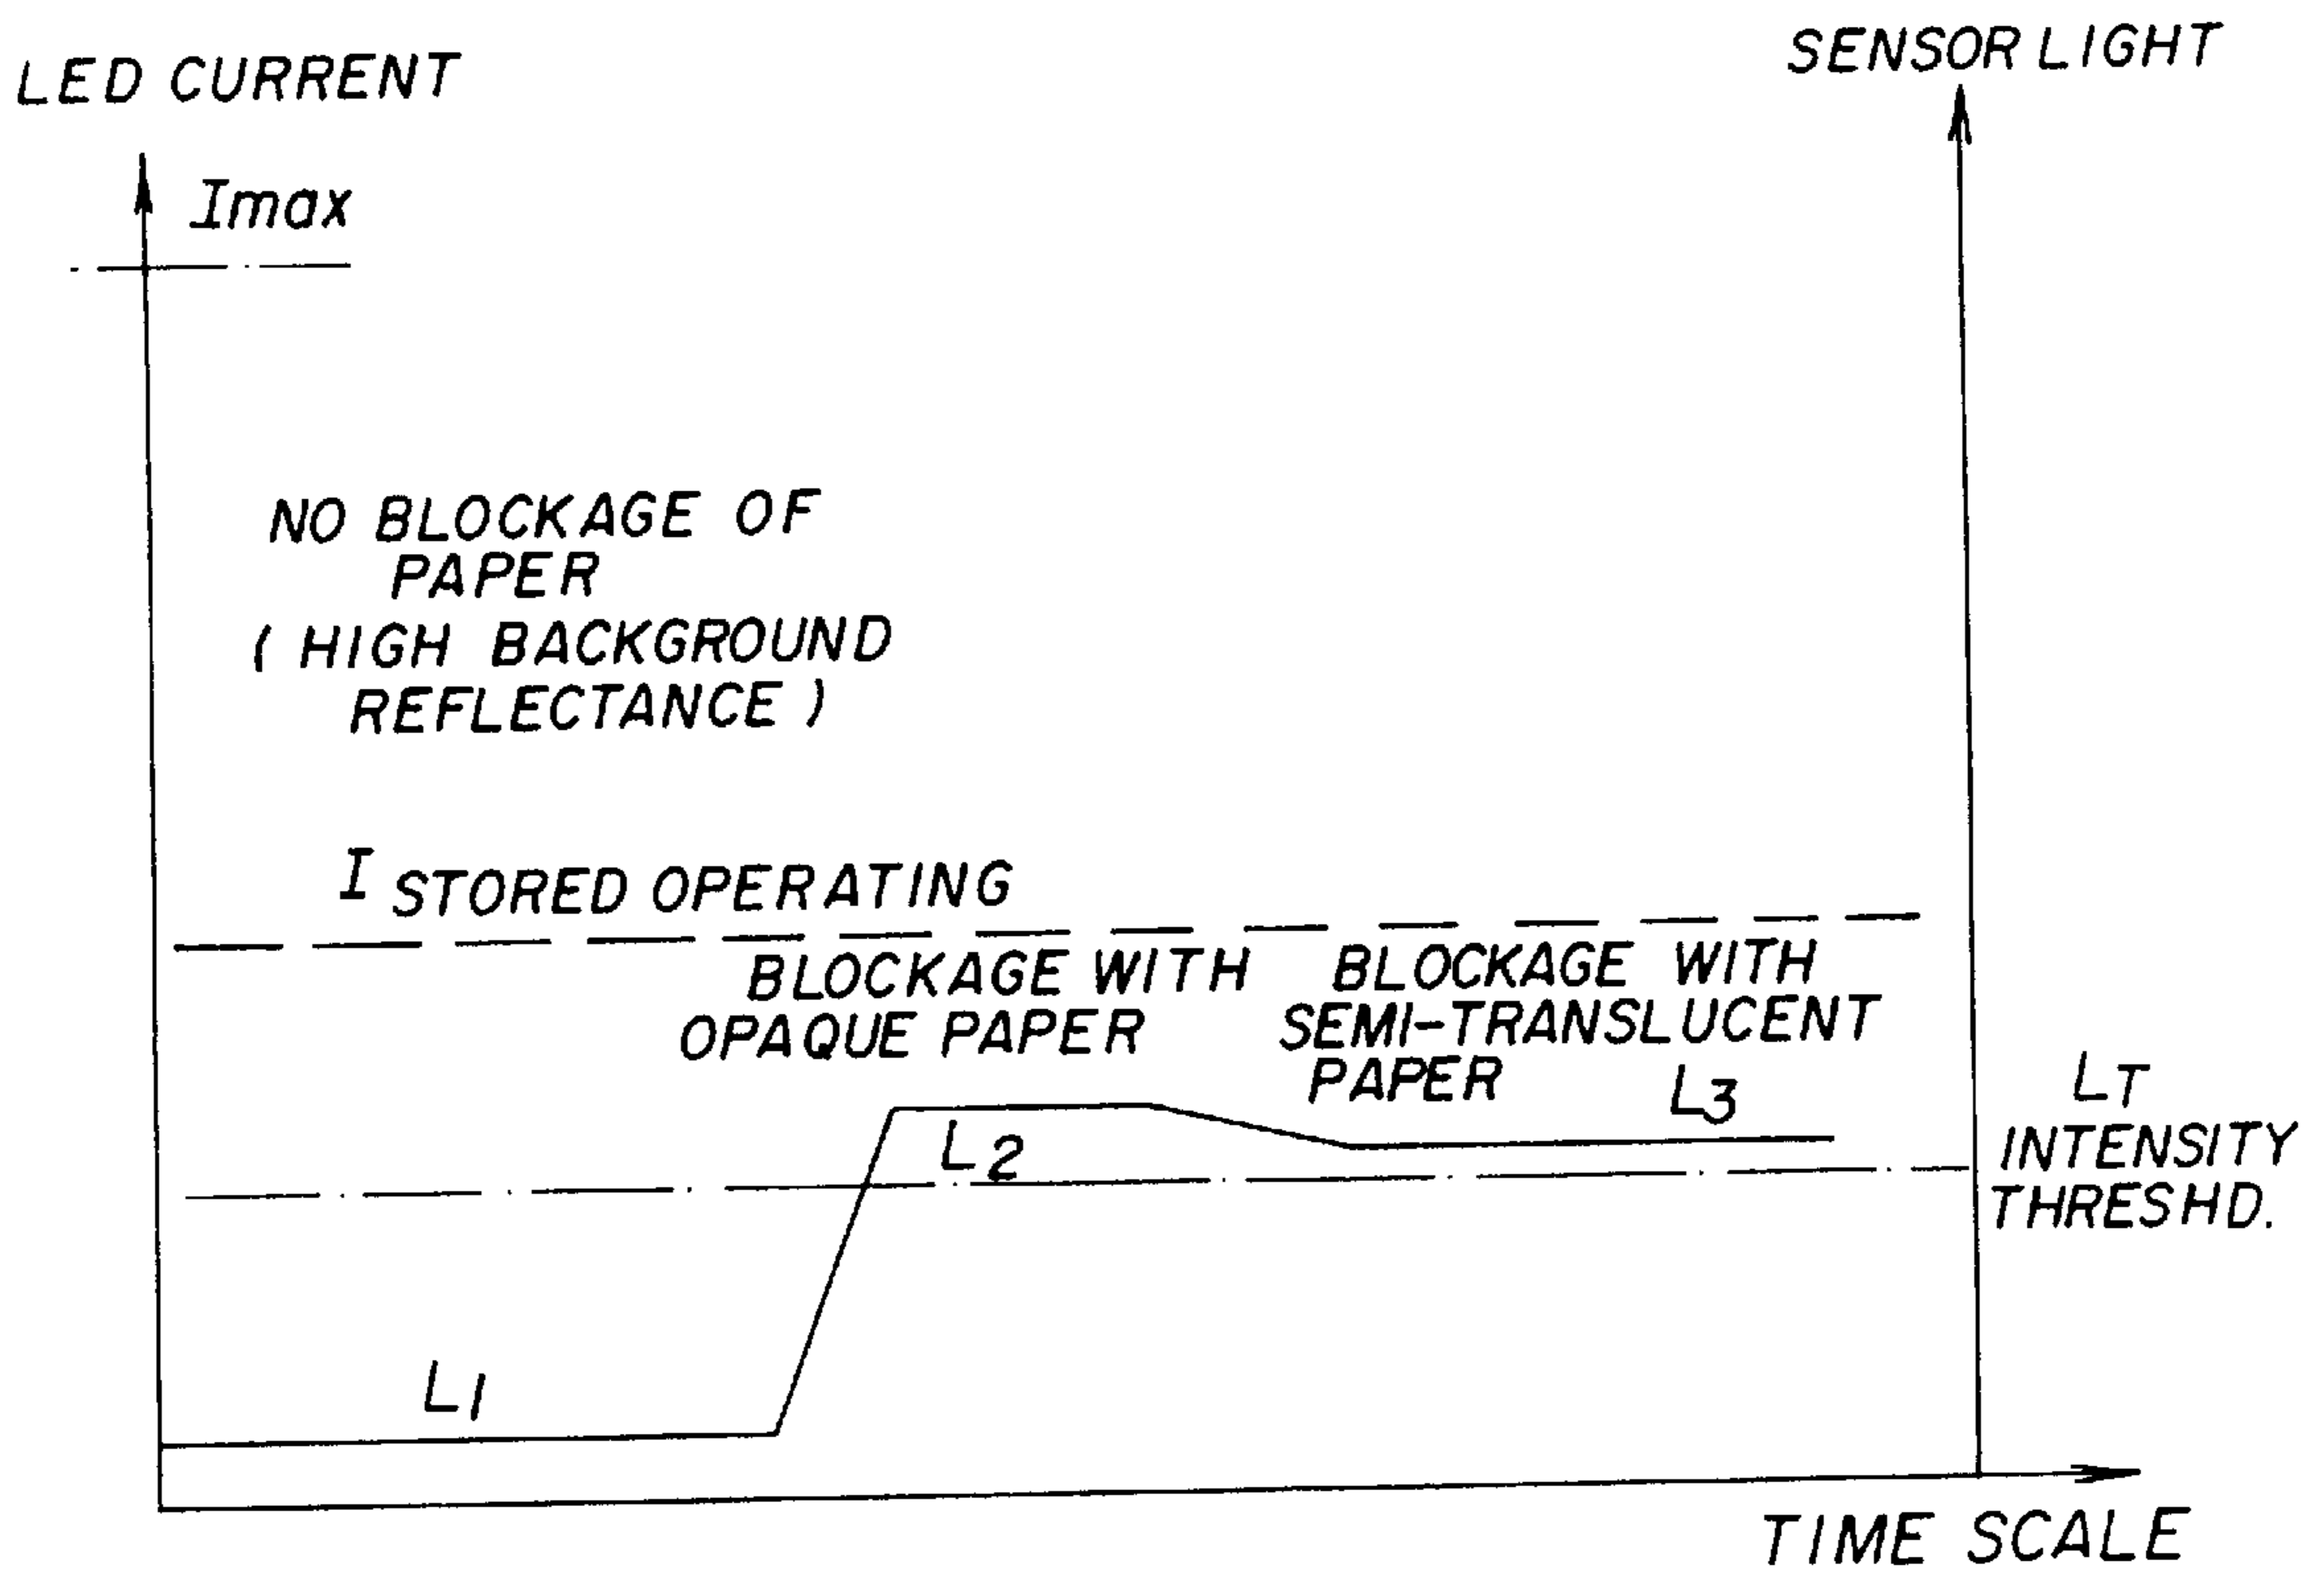 LED CURRENT
SENSOR LIGHT
Imax
NO BLOCKAGE OF
PAPER
( HIGH BACKGROUND
REFLECTANCE )
I STORED OPERATING
BLOCKAGE WITH
OPAQUE PAPER
BLOCKAGE WITH
SEMI-TRANSLUCENT
PAPER
L3
LT
INTENSITY
THRESHD.
L2
L1
TIME SCALE